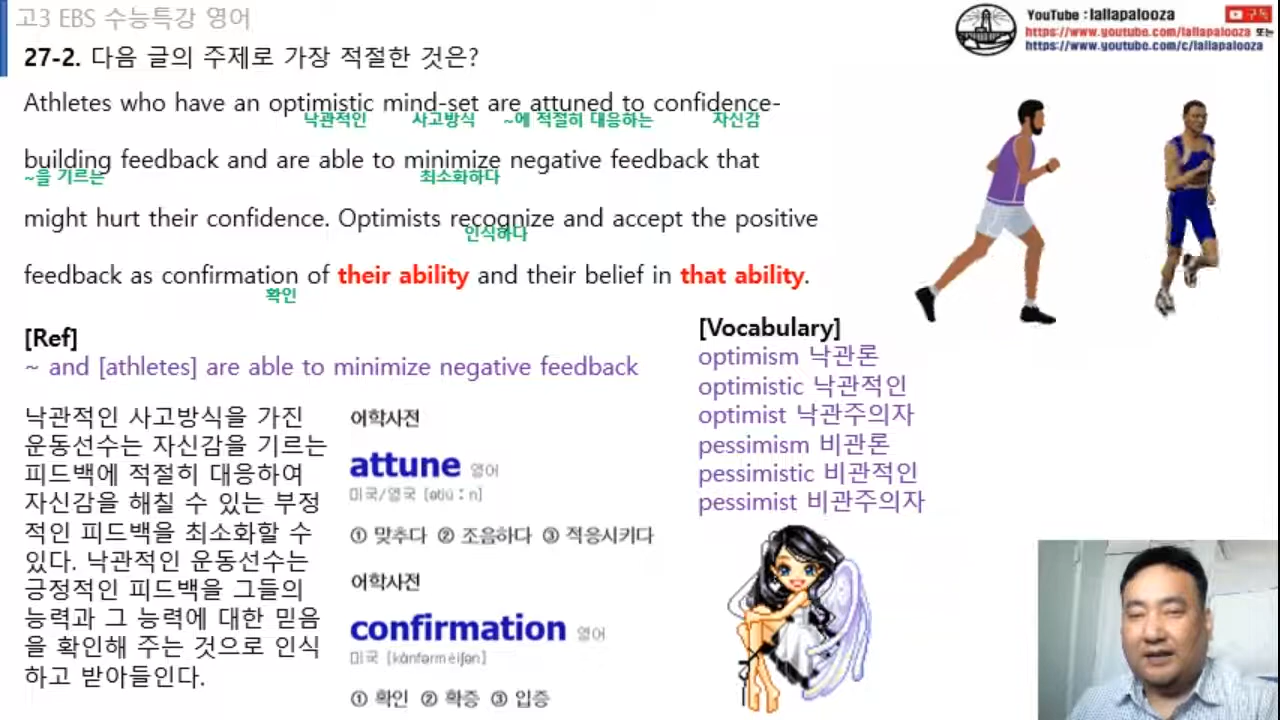 고3 EBS 수능특강 영어
YouTube : lallapalooza
구독
https://www.youtube.com/lallapalooza 또는
https://www.youtube.com/c/lallapalooza
27-2. 다음 글의 주제로 가장 적절한 것은?
Athletes who have an optimistic mind-set are attuned to confidence-
낙관적인 사고방식 ~에 적절히 대응하는 자신감
building feedback and are able to minimize negative feedback that
~을 기르는 최소화하다
might hurt their confidence. Optimists recognize and accept the positive
인식하다
feedback as confirmation of their ability and their belief in that ability.
확인
[Ref]
~ and [athletes] are able to minimize negative feedback
낙관적인 사고방식을 가진
운동선수는 자신감을 기르는
피드백에 적절히 대응하여
자신감을 해칠 수 있는 부정
적인 피드백을 최소화할 수
있다. 낙관적인 운동선수는
긍정적인 피드백을 그들의
능력과 그 능력에 대한 믿음
을 확인해 주는 것으로 인식
하고 받아들인다.
어학사전
attune 영어
미국/영국 [ətúːn]
① 맞추다 ② 조음하다 ③ 적응시키다
어학사전
confirmation 영어
미국 [kànfərméiʃən]
① 확인 ② 확증 ③ 입증
[Vocabulary]
optimism 낙관론
optimistic 낙관적인
optimist 낙관주의자
pessimism 비관론
pessimistic 비관적인
pessimist 비관주의자